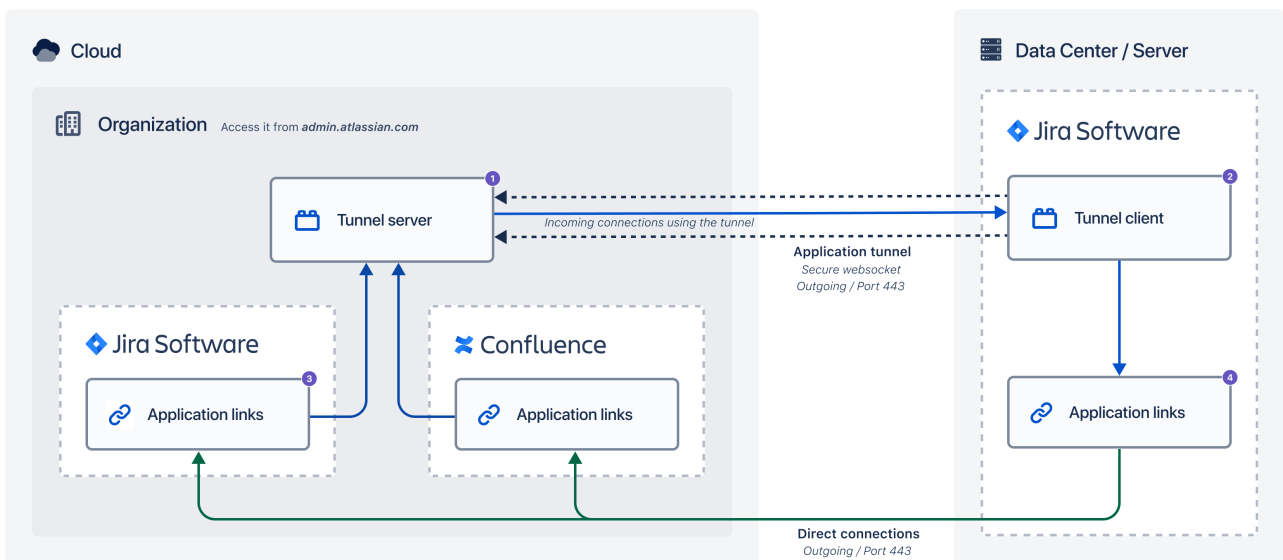 Cloud
Data Center / Server
Organization Access it from admin.atlassian.com
Jira Software
1
2
Tunnel server
Tunnel client
Incoming connections using the tunnel
Application tunnel
Secure websocket
Outgoing / Port 443
Jira Software
Confluence
3
4
Application links
Application links
Application links
Direct connections
Outgoing / Port 443